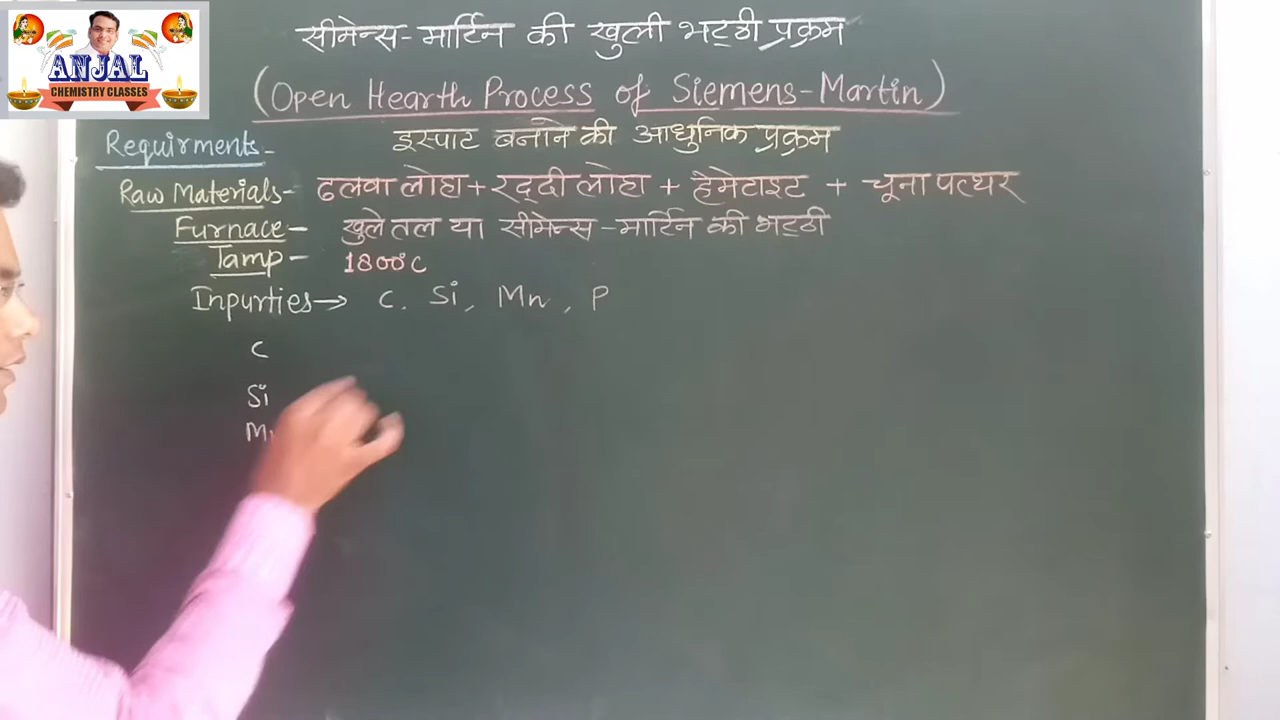 ANJAL
CHEMISTRY CLASSES
सीमेन्स-मार्टिन की खुली भट्ठी प्रक्रम
(Open Hearth Process of Siemens-Martin)
इस्पात बनाने की आधुनिक प्रक्रम
Requirments-
Raw Materials- ढलवा लोहा + रद्दी लोहा + हेमेटाइट + चूना पत्थर
Furnace- खुले तल या सीमेन्स-मार्टिन की भट्ठी
Tamp- 1800°C
Inpurties→ C. Si, Mn, P
C
Si